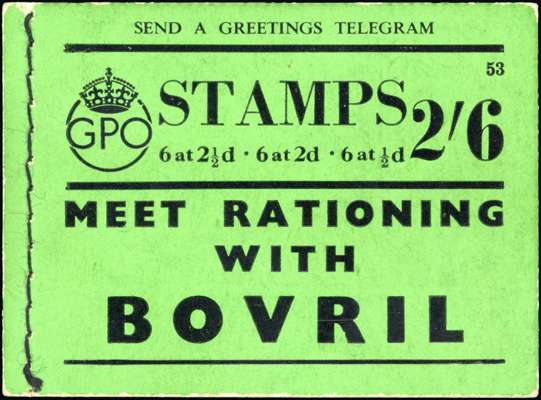 SEND A GREETINGS TELEGRAM
53
GPO
STAMPS 2/6
6 at 2½d · 6 at 2d · 6 at ½d
MEET RATIONING
WITH
BOVRIL